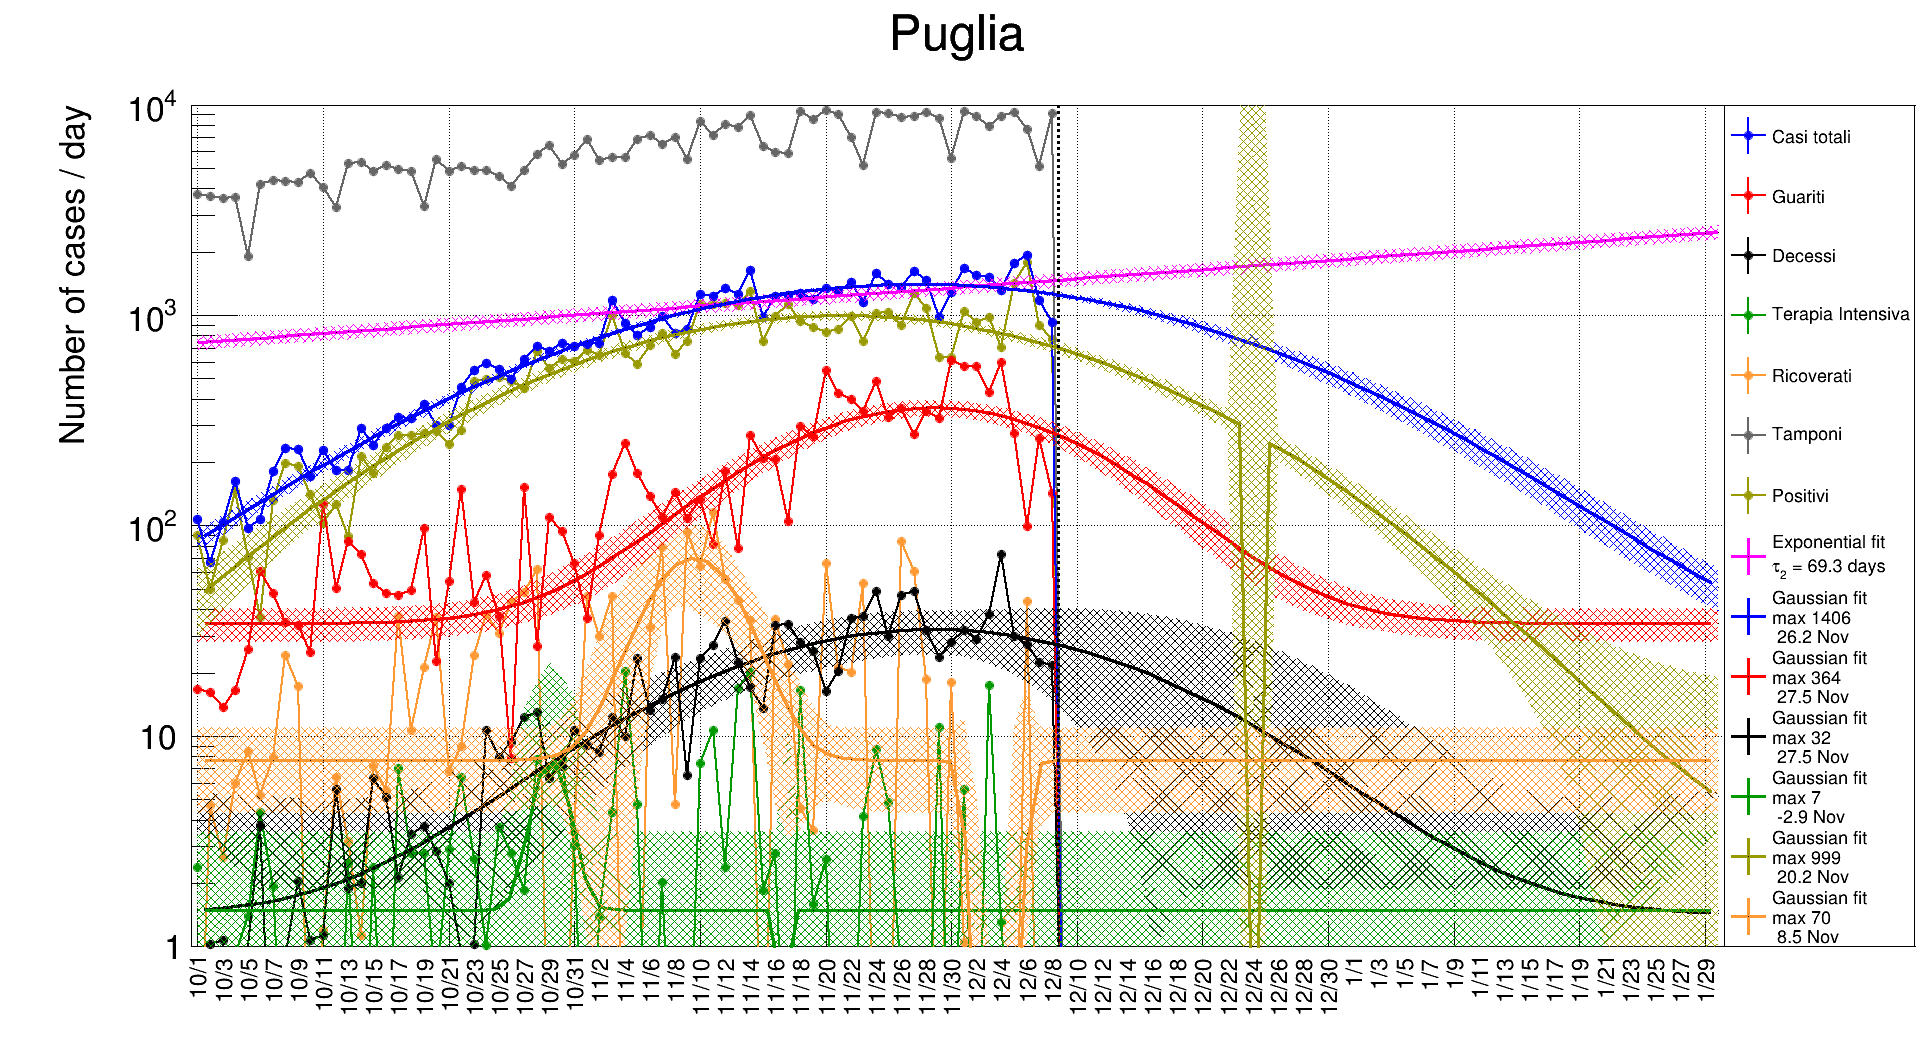 Puglia
Number of cases / day
10^4
10^3
10^2
10
1
10/1
10/3
10/5
10/7
10/9
10/11
10/13
10/15
10/17
10/19
10/21
10/23
10/25
10/27
10/29
10/31
11/2
11/4
11/6
11/8
11/10
11/12
11/14
11/16
11/18
11/20
11/22
11/24
11/26
11/28
11/30
12/2
12/4
12/6
12/8
12/10
12/12
12/14
12/16
12/18
12/20
12/22
12/24
12/26
12/28
12/30
1/1
1/3
1/5
1/7
1/9
1/11
1/13
1/15
1/17
1/19
1/21
1/23
1/25
1/27
1/29
Casi totali
Guariti
Decessi
Terapia Intensiva
Ricoverati
Tamponi
Positivi
Exponential fit
τ_2 = 69.3 days
Gaussian fit
max 1406
26.2 Nov
Gaussian fit
max 364
27.5 Nov
Gaussian fit
max 32
27.5 Nov
Gaussian fit
max 7
-2.9 Nov
Gaussian fit
max 999
20.2 Nov
Gaussian fit
max 70
8.5 Nov